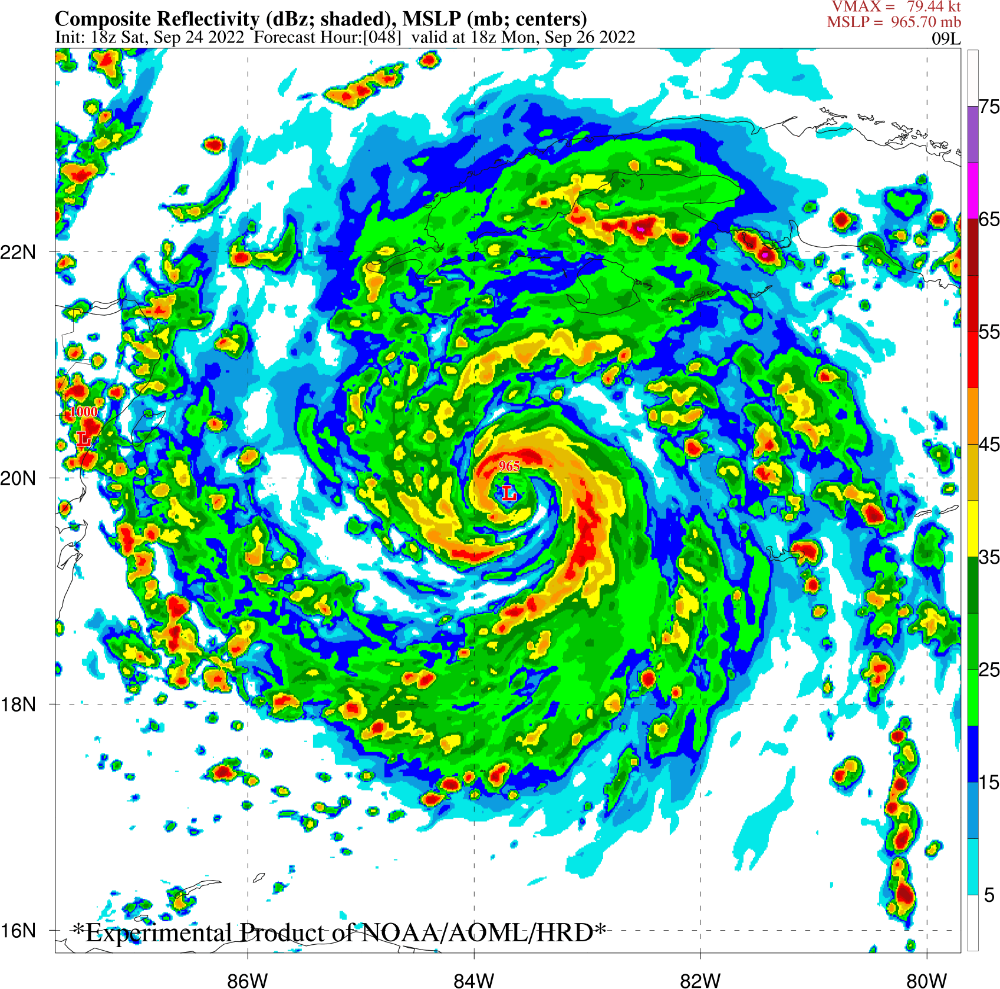 VMAX = 79.44 kt
Composite Reflectivity (dBz; shaded), MSLP (mb; centers)
MSLP = 965.70 mb
Init: 18z Sat, Sep 24 2022 Forecast Hour:[048] valid at 18z Mon, Sep 26 2022
09L
75
65
22N
55
1000
L
45
965
20N
L
35
25
18N
15
5
16N
*Experimental Product of NOAA/AOML/HRD*
86W
84W
82W
80W